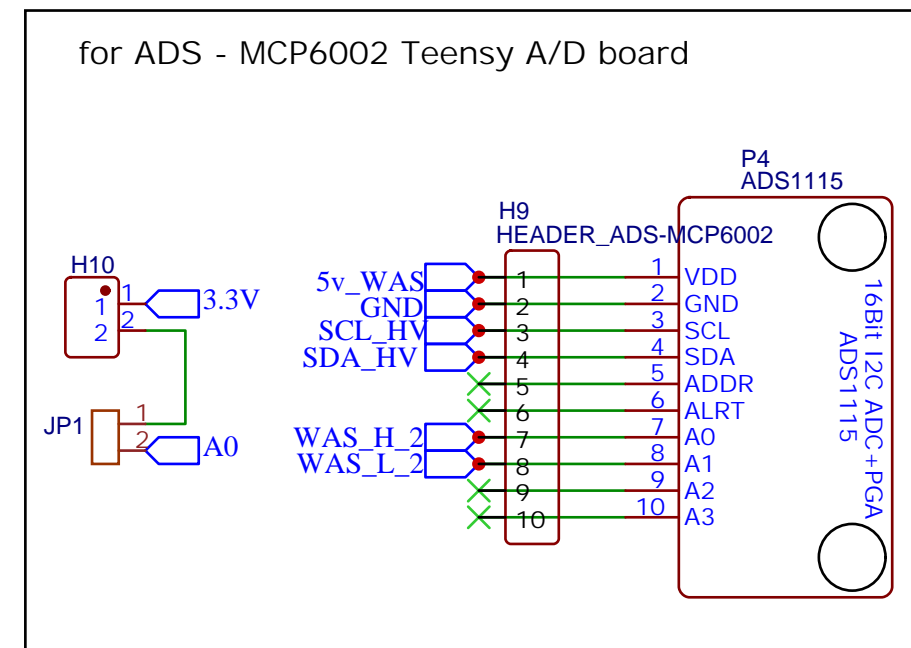 for ADS - MCP6002 Teensy A/D board
P4
ADS1115
H9
HEADER_ADS-MCP6002
H10
1 1 3.3V
2 2
JP1
1
2 A0
5v_WAS 1 1 VDD
GND 2 2 GND
SCL_HV 3 3 SCL
SDA_HV 4 4 SDA
5 5 ADDR
6 6 ALRT
WAS_H_2 7 7 A0
WAS_L_2 8 8 A1
9 9 A2
10 10 A3
16Bit I2C ADC+PGA
ADS1115